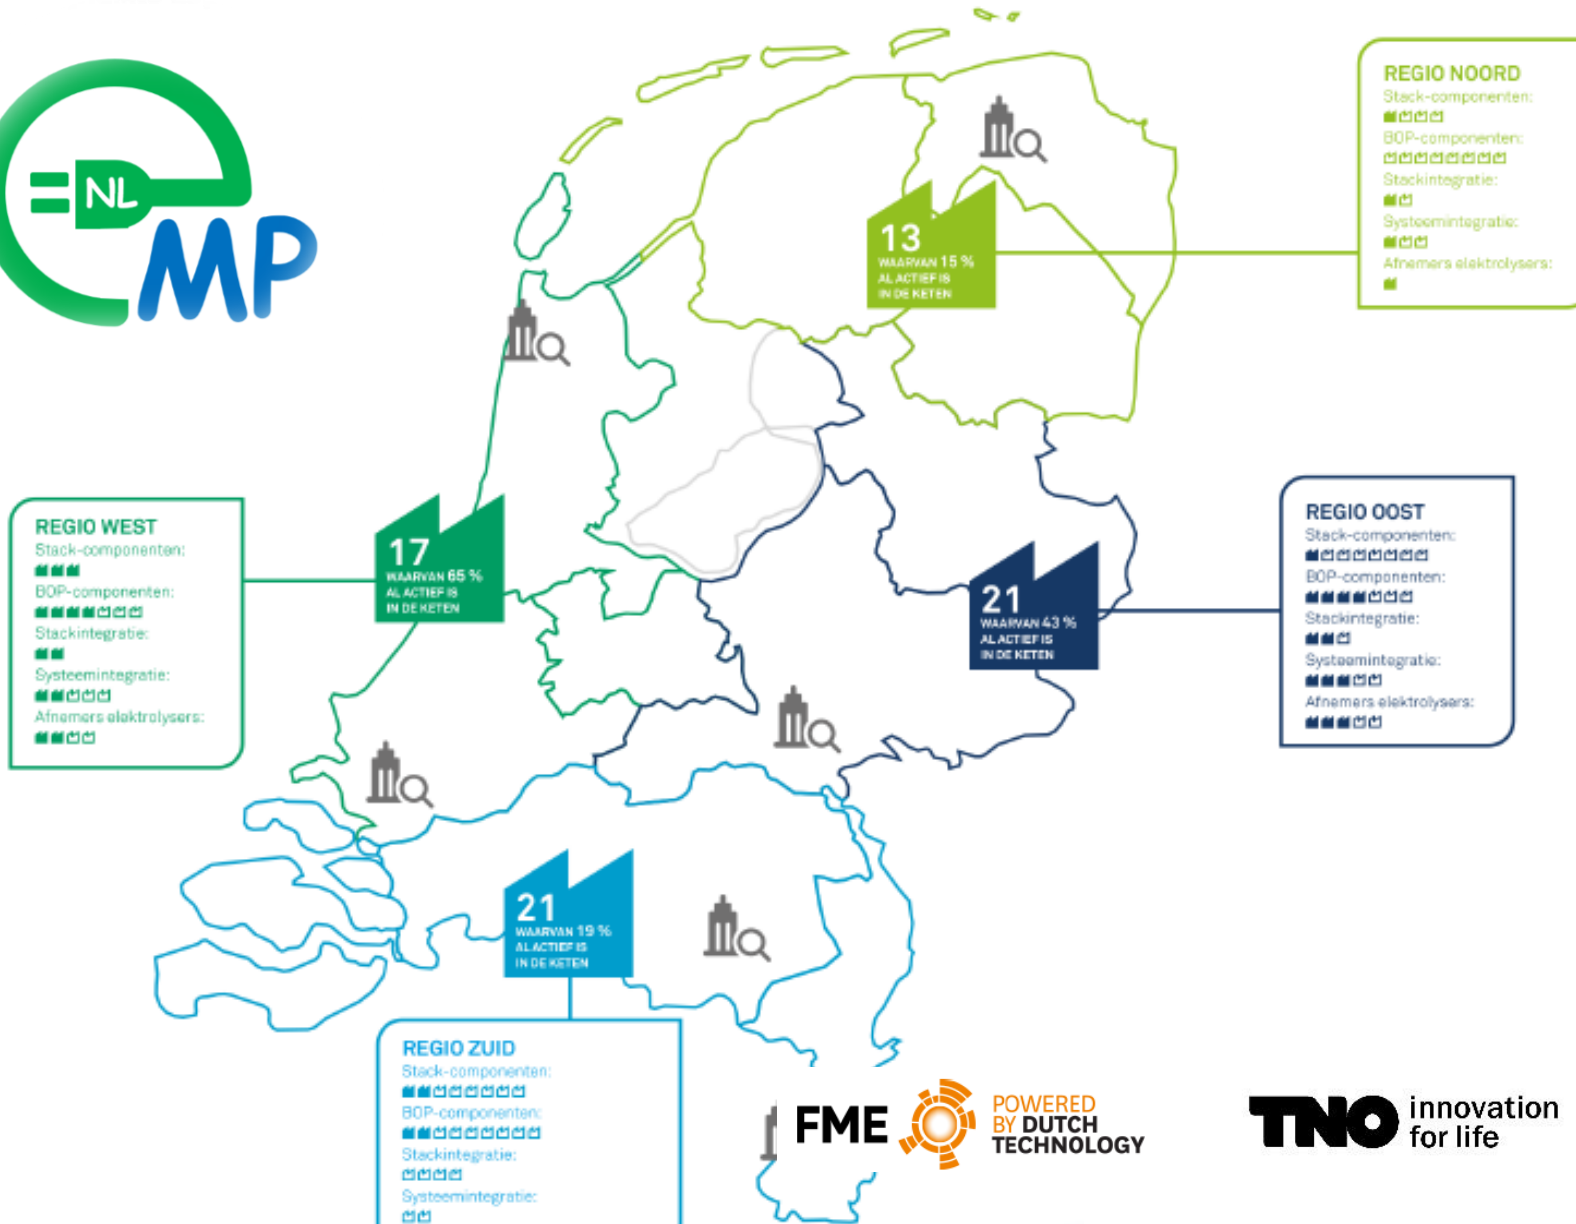 NL
MP
REGIO NOORD
Stack-componenten:
BOP-componenten:
Stackintegratie:
Systeemintegratie:
Afnemers elektrolysers:
13
WAARVAN 15 %
AL ACTIEF IS
IN DE KETEN
REGIO WEST
Stack-componenten:
BOP-componenten:
Stackintegratie:
Systeemintegratie:
Afnemers elektrolysers:
17
WAARVAN 65 %
AL ACTIEF IS
IN DE KETEN
REGIO OOST
Stack-componenten:
BOP-componenten:
Stackintegratie:
Systeemintegratie:
Afnemers elektrolysers:
21
WAARVAN 43 %
AL ACTIEF IS
IN DE KETEN
21
WAARVAN 19 %
AL ACTIEF IS
IN DE KETEN
REGIO ZUID
Stack-componenten:
BOP-componenten:
Stackintegratie:
Systeemintegratie:
FME
POWERED
BY DUTCH
TECHNOLOGY
TNO innovation
for life